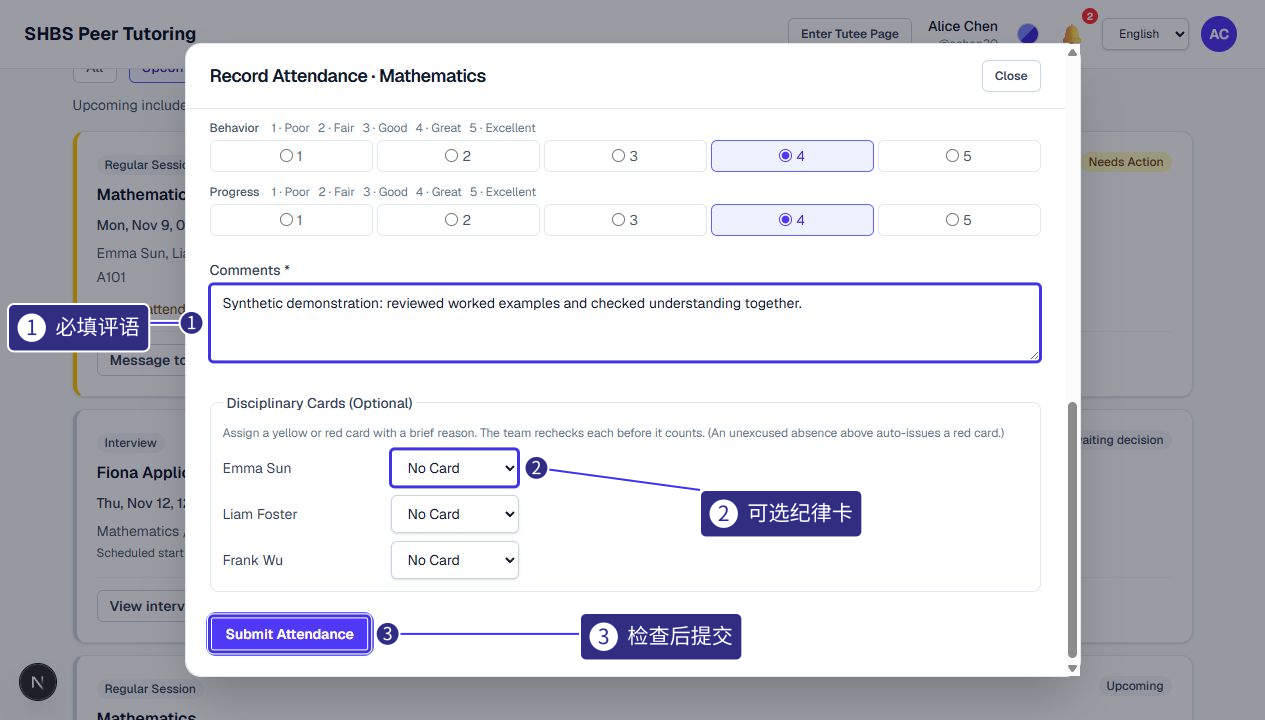 SHBS Peer Tutoring
Enter Tutee Page
Alice Chen
2
English
AC
All
Upcom
Upcoming include
Record Attendance · Mathematics
Close
Behavior 1 · Poor 2 · Fair 3 · Good 4 · Great 5 · Excellent
1 2 3 4 5
Progress 1 · Poor 2 · Fair 3 · Good 4 · Great 5 · Excellent
1 2 3 4 5
Comments *
Synthetic demonstration: reviewed worked examples and checked understanding together.
1 必填评语
1
Disciplinary Cards (Optional)
Assign a yellow or red card with a brief reason. The team rechecks each before it counts. (An unexcused absence above auto-issues a red card.)
Emma Sun No Card
2
2 可选纪律卡
Liam Foster No Card
Frank Wu No Card
Submit Attendance
3
3 检查后提交
Regular Sessio
Needs Action
Mathematic
Mon, Nov 9, 0
Emma Sun, Lia
A101
attend
Message to
Interview
aiting decision
Fiona Applic
Thu, Nov 12, 12
Mathematics
Scheduled start
View interv
N
Regular Session
Upcoming
Mathematics